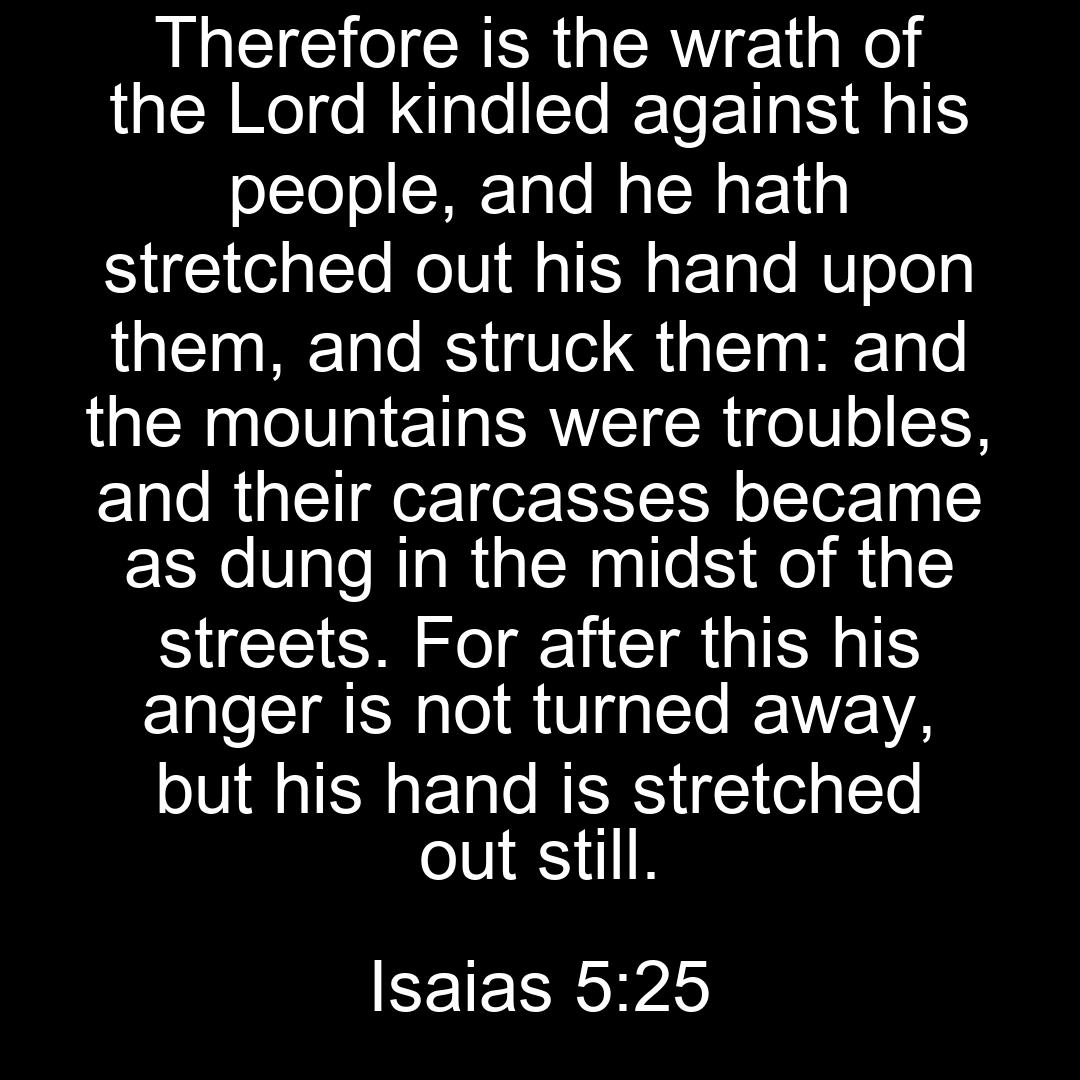 Therefore is the wrath of
the Lord kindled against his
people, and he hath
stretched out his hand upon
them, and struck them: and
the mountains were troubles,
and their carcasses became
as dung in the midst of the
streets. For after this his
anger is not turned away,
but his hand is stretched
out still.
Isaias 5:25